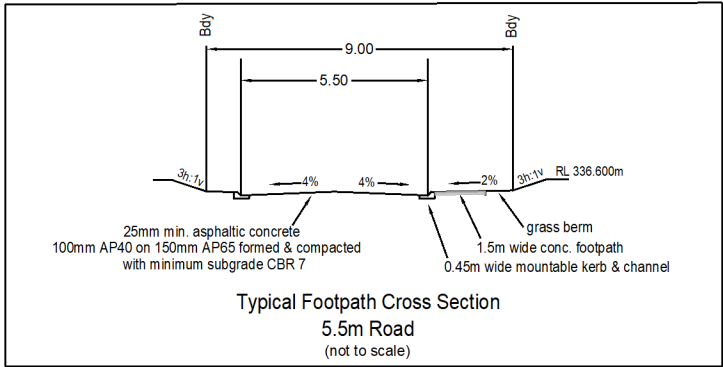 Bdy
Bdy
9.00
5.50
3h:1v
4%
4%
2%
3h:1v
RL 336.600m
25mm min. asphaltic concrete
100mm AP40 on 150mm AP65 formed & compacted
with minimum subgrade CBR 7
grass berm
1.5m wide conc. footpath
0.45m wide mountable kerb & channel
Typical Footpath Cross Section
5.5m Road
(not to scale)